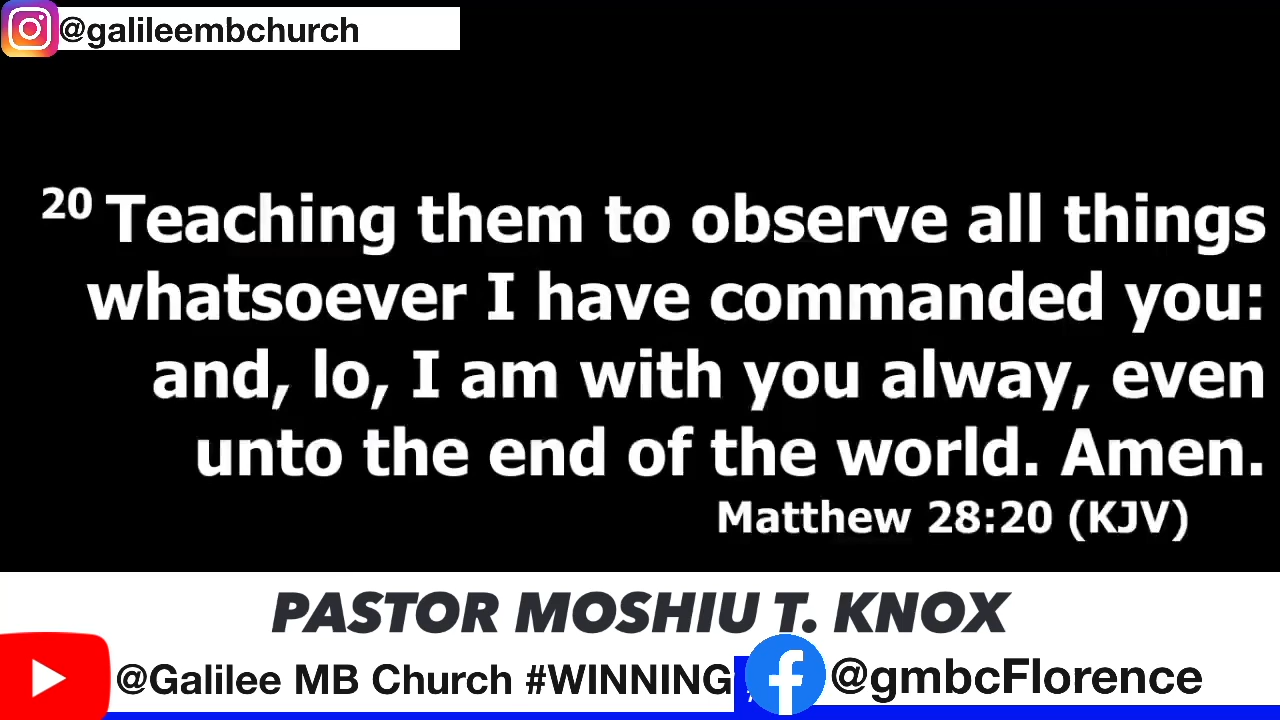 @galileembchurch
20 Teaching them to observe all things
whatsoever I have commanded you:
and, lo, I am with you alway, even
unto the end of the world. Amen.
Matthew 28:20 (KJV)
PASTOR MOSHIU T. KNOX
@Galilee MB Church #WINNING
@gmbcFlorence